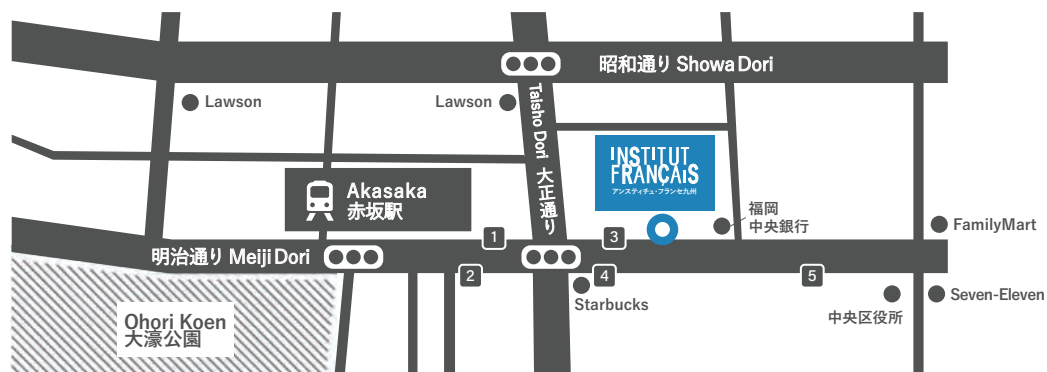 昭和通り Showa Dori
Lawson
Lawson
Taisho Dori 大正通り
INSTITUT
FRANÇAIS
アンスティチュ・フランセ九州
Akasaka
赤坂駅
福岡
中央銀行
FamilyMart
1
3
明治通り Meiji Dori
2
4
5
Starbucks
Seven-Eleven
中央区役所
Ohori Koen
大濠公園